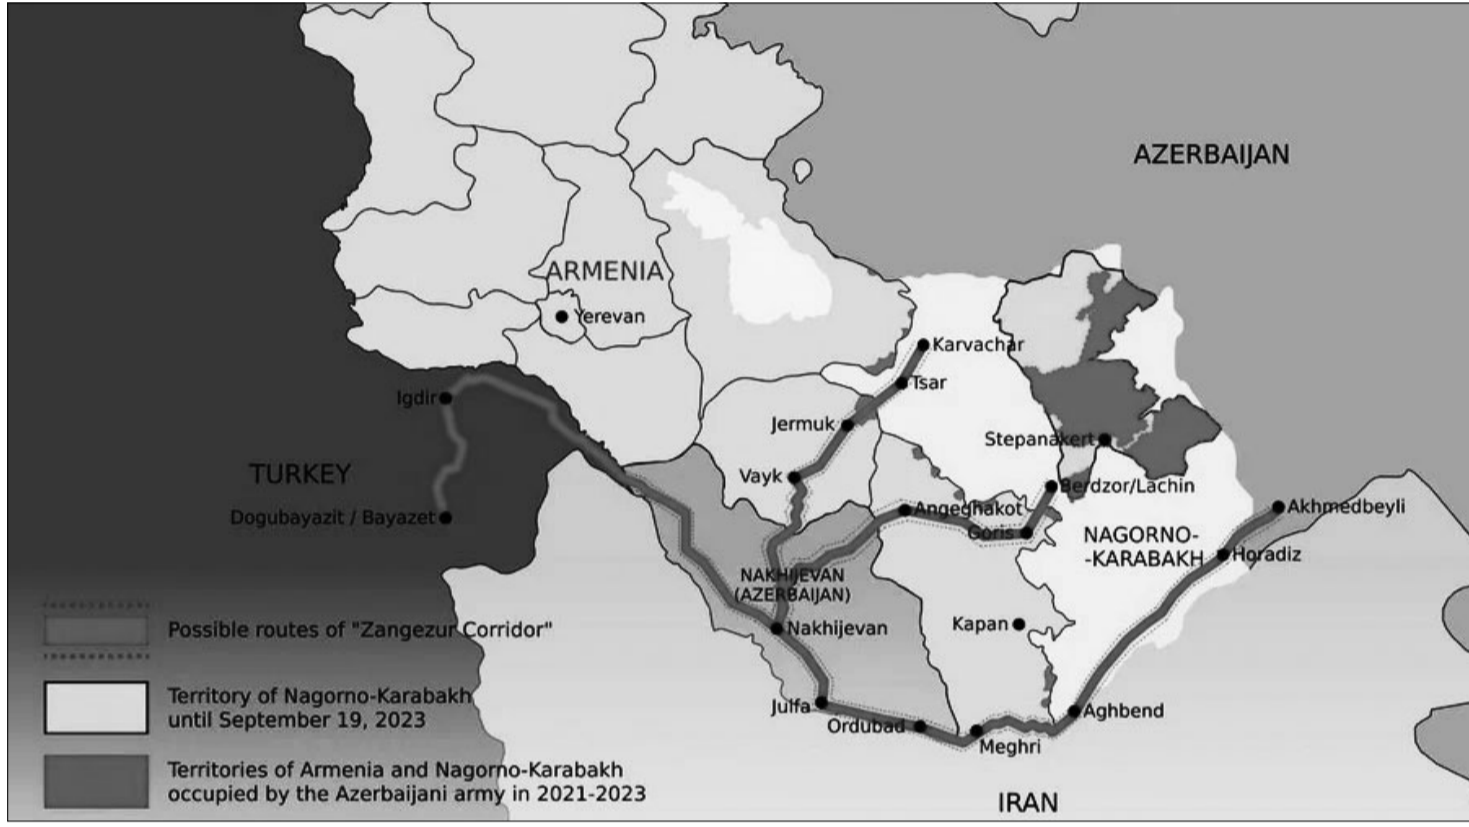 AZERBAIJAN
ARMENIA
Yerevan
Karvachar
Tsar
Igdir
Jermuk
Stepanakert
TURKEY
Vayk
Berdzor/Lachin
Dogubayazit / Bayazet
Angeghakot
Akhmedbeyli
Goris
NAGORNO-
-KARABAKH
Horadiz
NAKHIJEVAN
(AZERBAIJAN)
Kapan
Nakhijevan
Possible routes of "Zangezur Corridor"
Territory of Nagorno-Karabakh
until September 19, 2023
Julfa
Ordubad
Aghbend
Meghri
Territories of Armenia and Nagorno-Karabakh
occupied by the Azerbaijani army in 2021-2023
IRAN